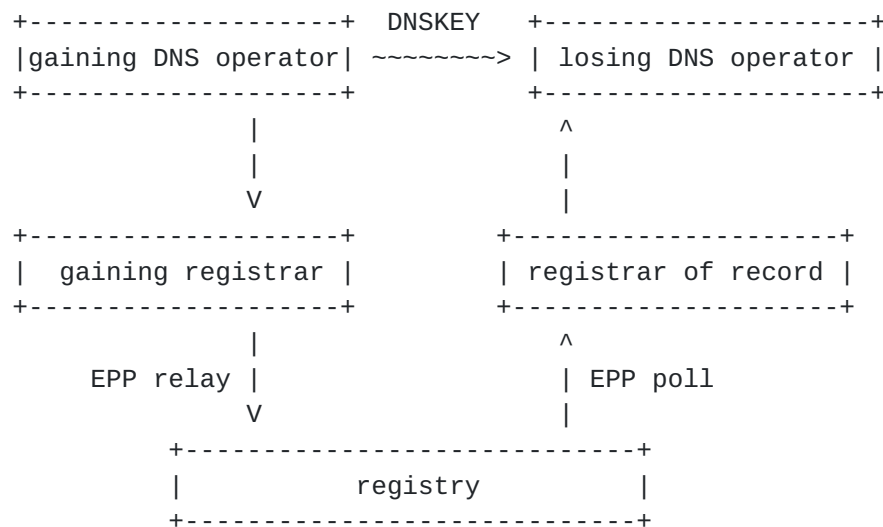 DNSKEY
gaining DNS operator ~~~~~~~~> losing DNS operator
gaining registrar registrar of record
EPP relay EPP poll
registry